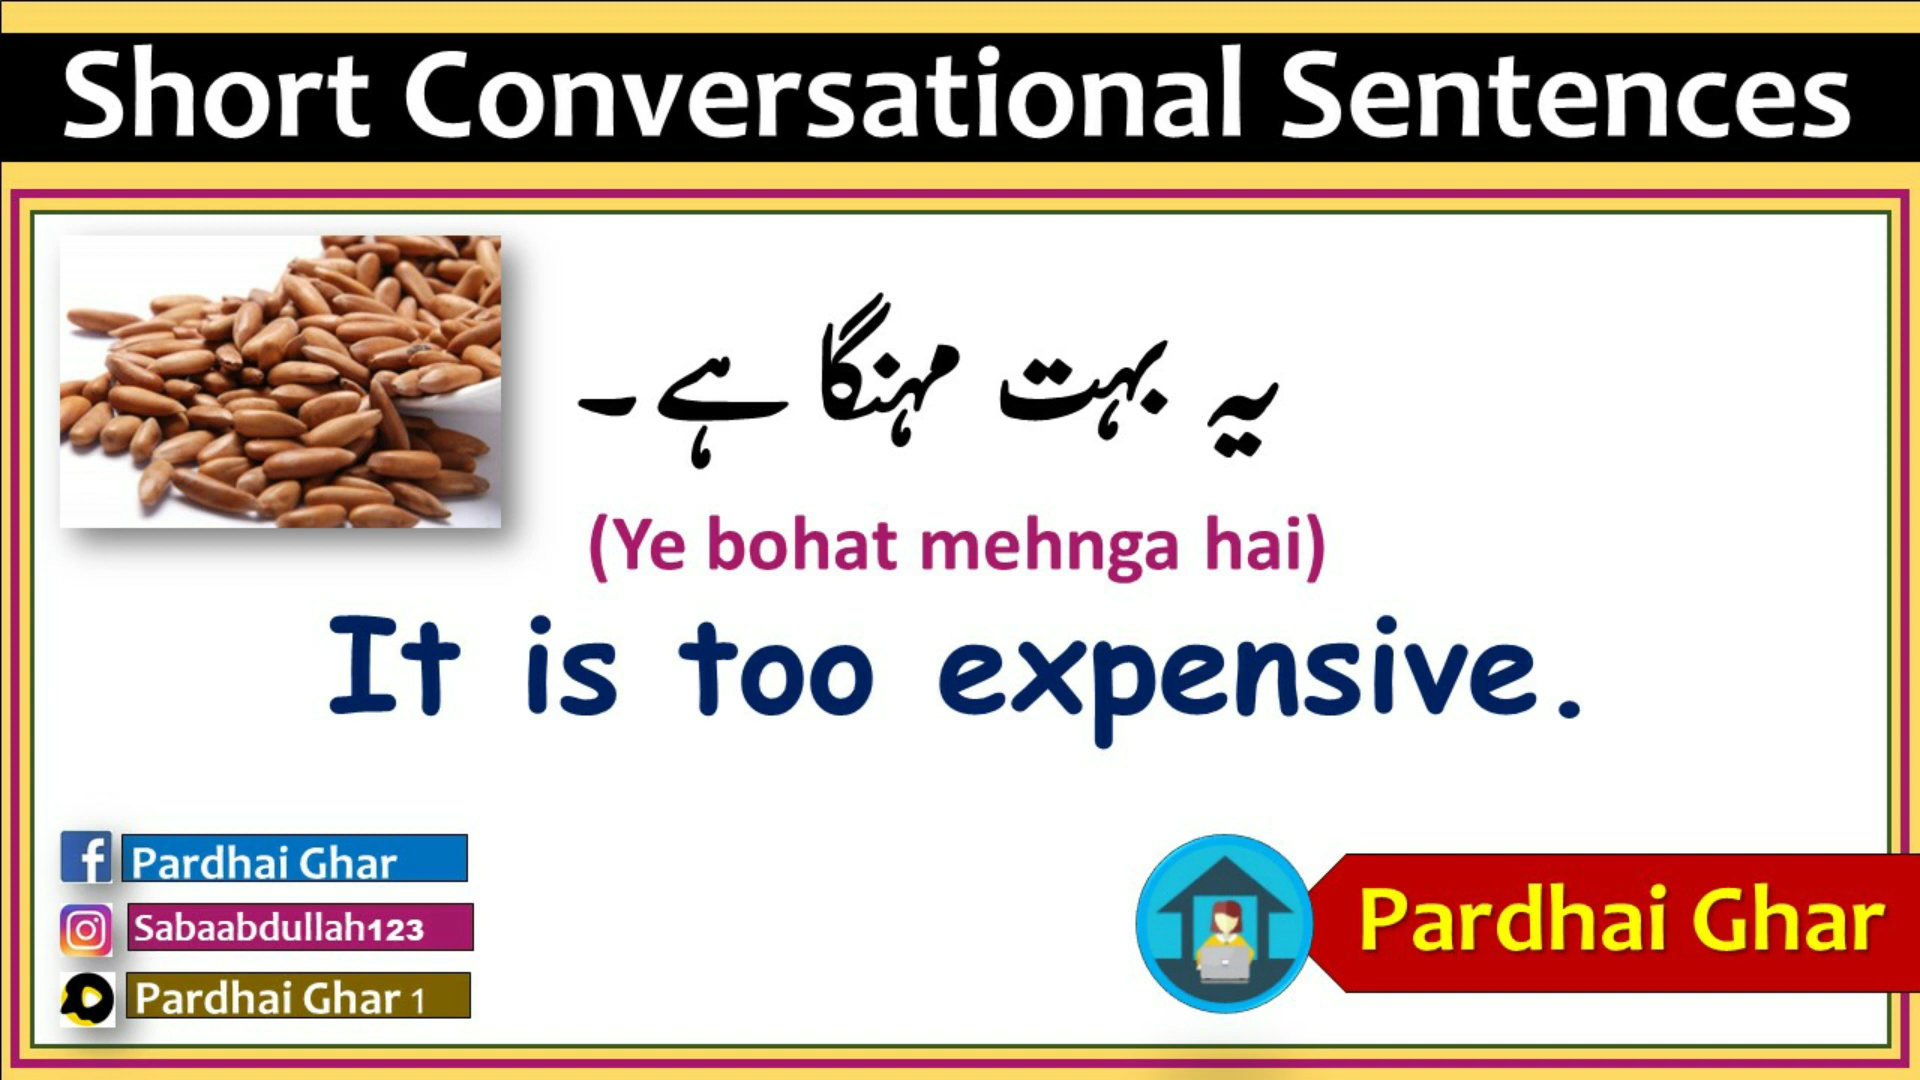 Short Conversational Sentences
یہ بہت مہنگا ہے۔
(Ye bohat mehnga hai)
It is too expensive.
Pardhai Ghar
Sabaabdullah123
Pardhai Ghar 1
Pardhai Ghar